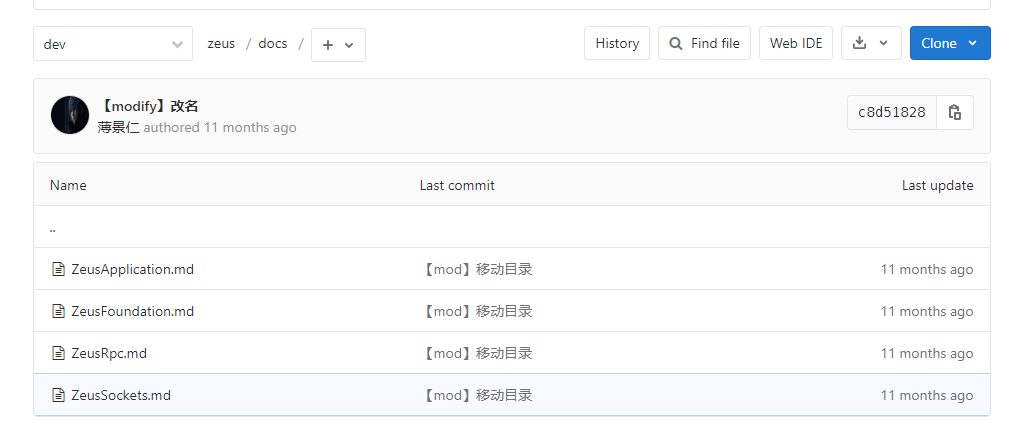 dev
zeus / docs / +
History
Find file
Web IDE
Clone
【modify】改名
薄景仁 authored 11 months ago
c8d51828
Name Last commit Last update
..
ZeusApplication.md 【mod】移动目录 11 months ago
ZeusFoundation.md 【mod】移动目录 11 months ago
ZeusRpc.md 【mod】移动目录 11 months ago
ZeusSockets.md 【mod】移动目录 11 months ago